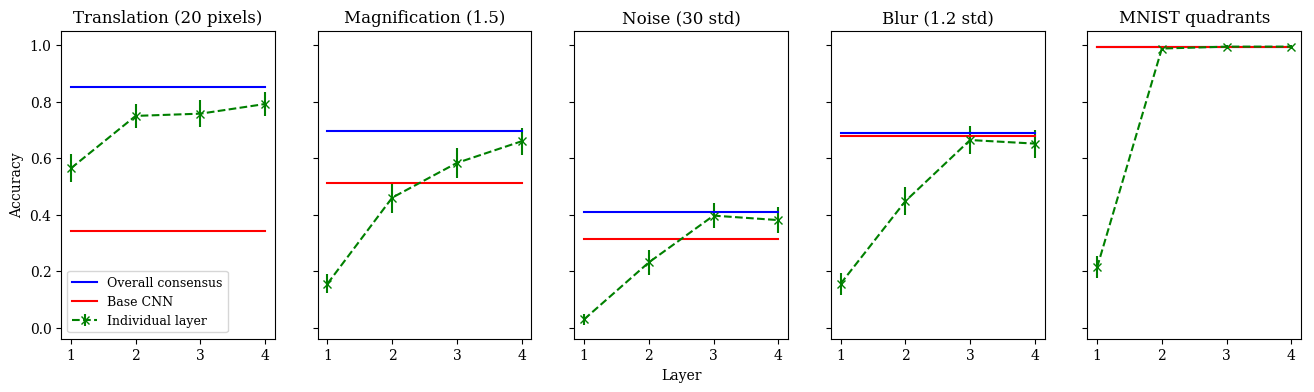 Translation (20 pixels)
Magnification (1.5)
Noise (30 std)
Blur (1.2 std)
MNIST quadrants
Accuracy
1.0
0.8
0.6
0.4
0.2
0.0
Overall consensus
Base CNN
Individual layer
1 2 3 4
1 2 3 4
1 2 3 4
1 2 3 4
1 2 3 4
Layer